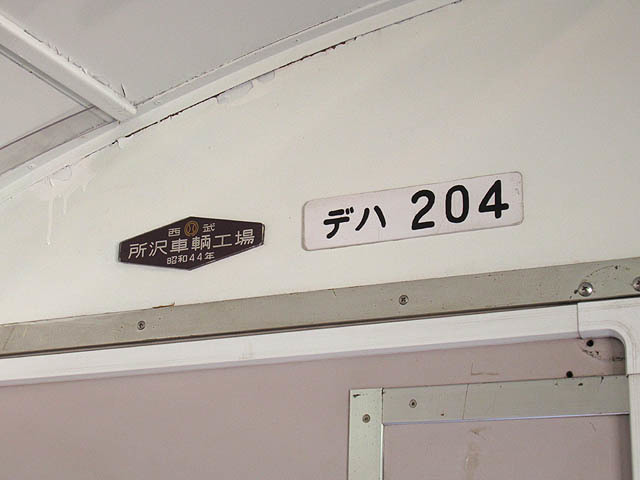 西 武
所沢車輌工場
昭和44年
デハ 204